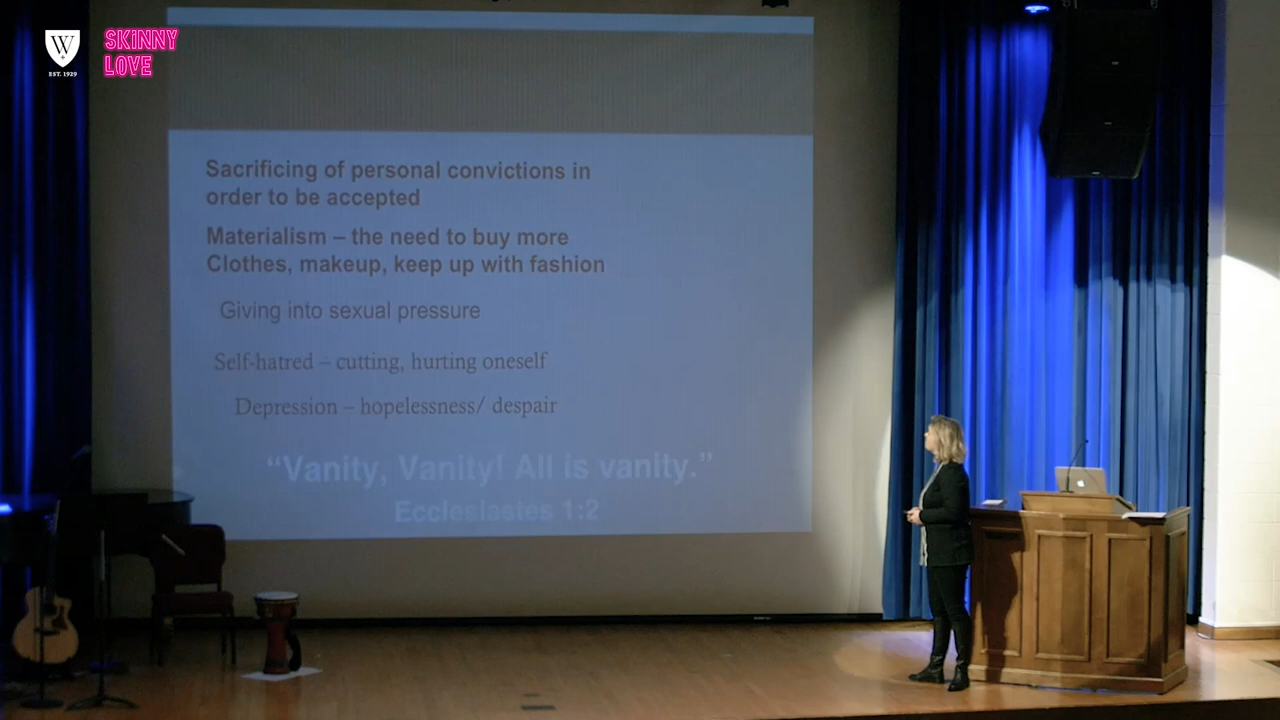 W
EST. 1929
SKiNNY
LOVE
Sacrificing of personal convictions in
order to be accepted
Materialism – the need to buy more
Clothes, makeup, keep up with fashion
Giving into sexual pressure
Self-hatred – cutting, hurting oneself
Depression – hopelessness/ despair
“Vanity, Vanity! All is vanity.”
Ecclesiastes 1:2